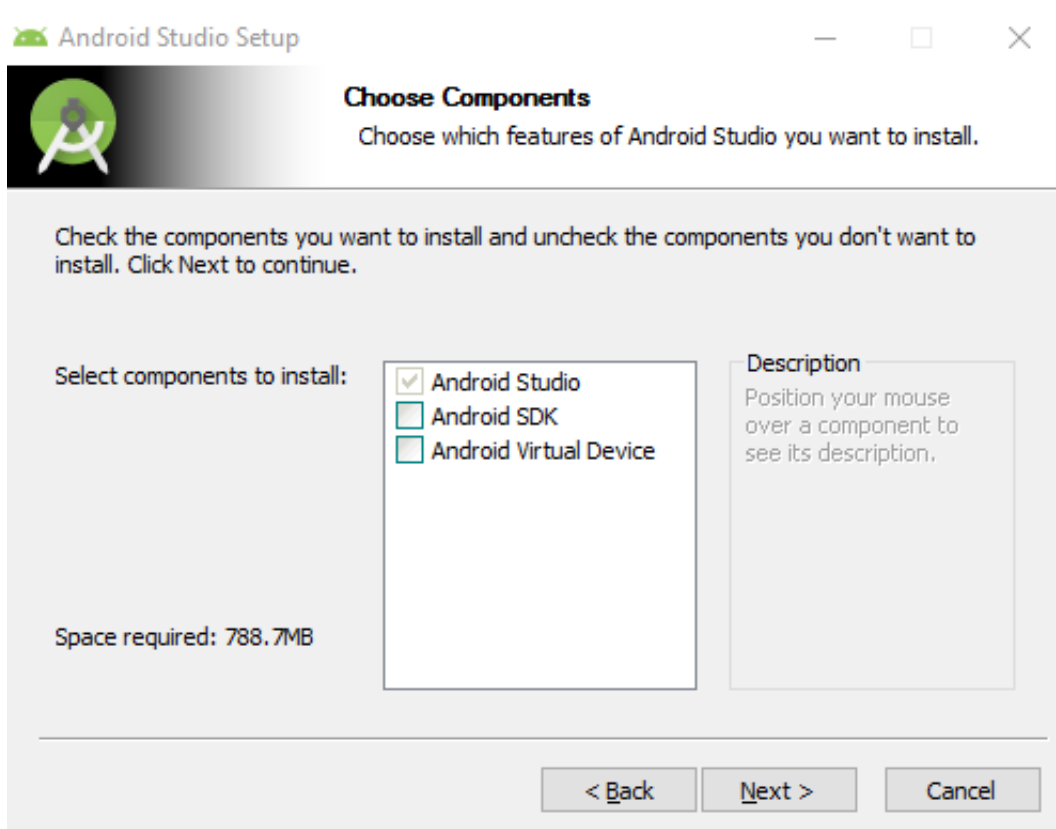 Android Studio Setup
Choose Components
Choose which features of Android Studio you want to install.
Check the components you want to install and uncheck the components you don't want to
install. Click Next to continue.
Select components to install:
Android Studio
Android SDK
Android Virtual Device
Description
Position your mouse
over a component to
see its description.
Space required: 788.7MB
< Back
Next >
Cancel